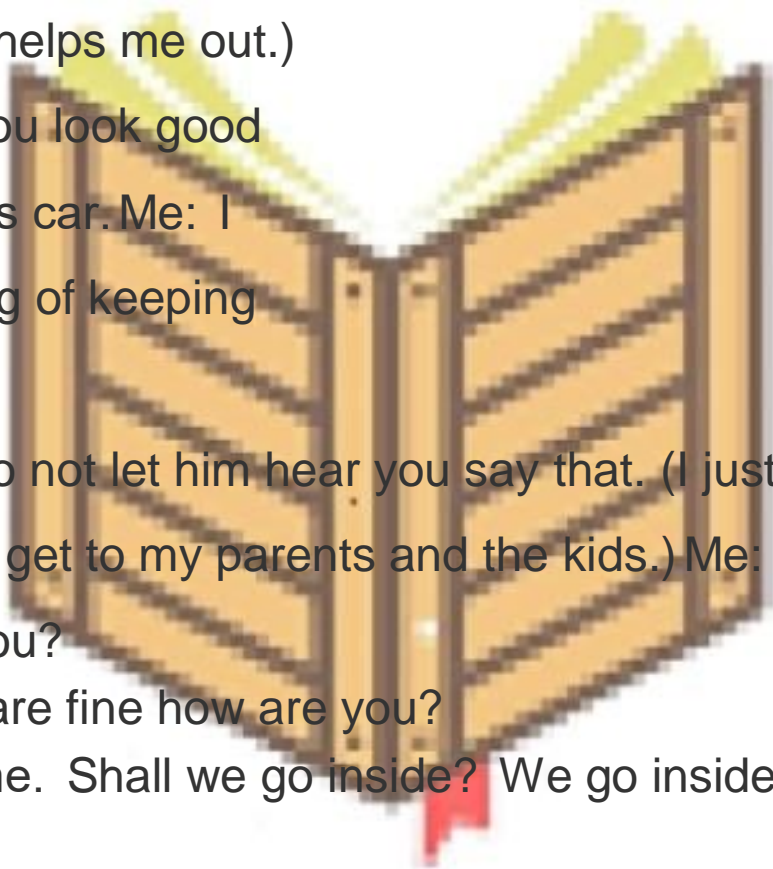 helps me out.)
ou look good
s car. Me: I
g of keeping
o not let him hear you say that. (I just
get to my parents and the kids.) Me:
ou?
are fine how are you?
ne. Shall we go inside? We go inside